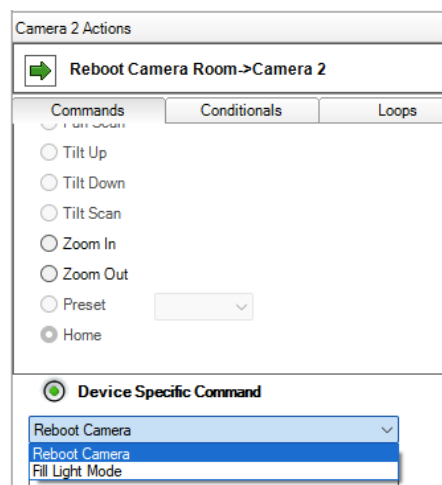 Camera 2 Actions
Reboot Camera Room->Camera 2
Commands Conditionals Loops
Tilt Up
Tilt Down
Tilt Scan
Zoom In
Zoom Out
Preset
Home
Device Specific Command
Reboot Camera
Reboot Camera
Fill Light Mode